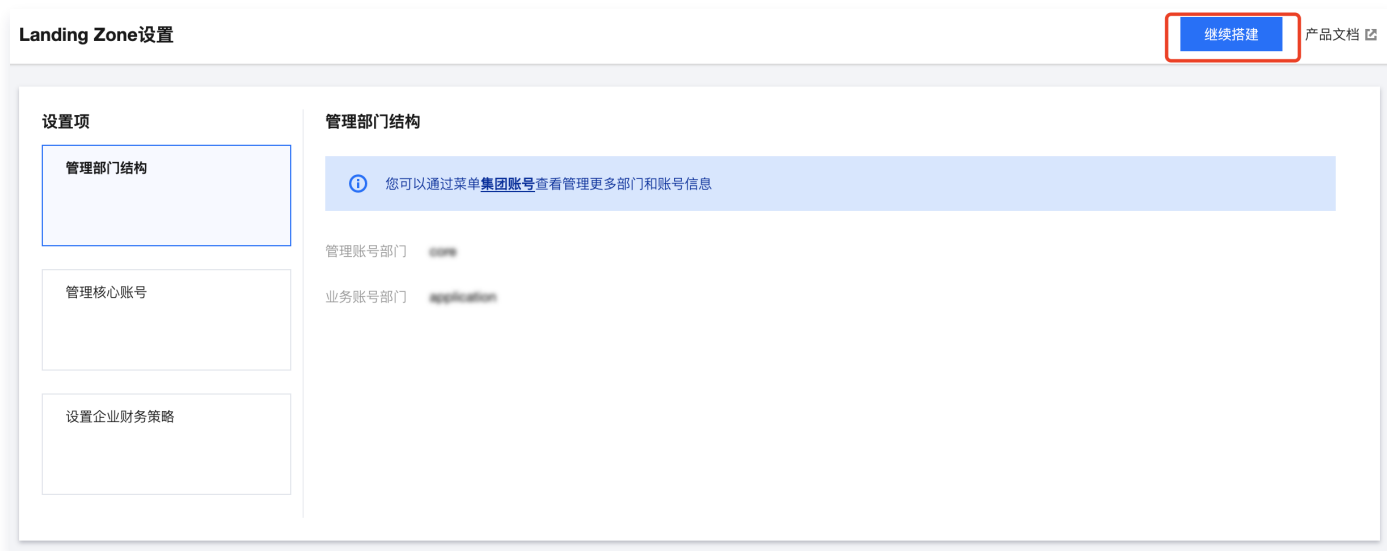 Landing Zone设置
继续搭建
产品文档
设置项
管理部门结构
管理核心账号
设置企业财务策略
管理部门结构
您可以通过菜单集团账号查看管理更多部门和账号信息
管理账号部门 core
业务账号部门 application